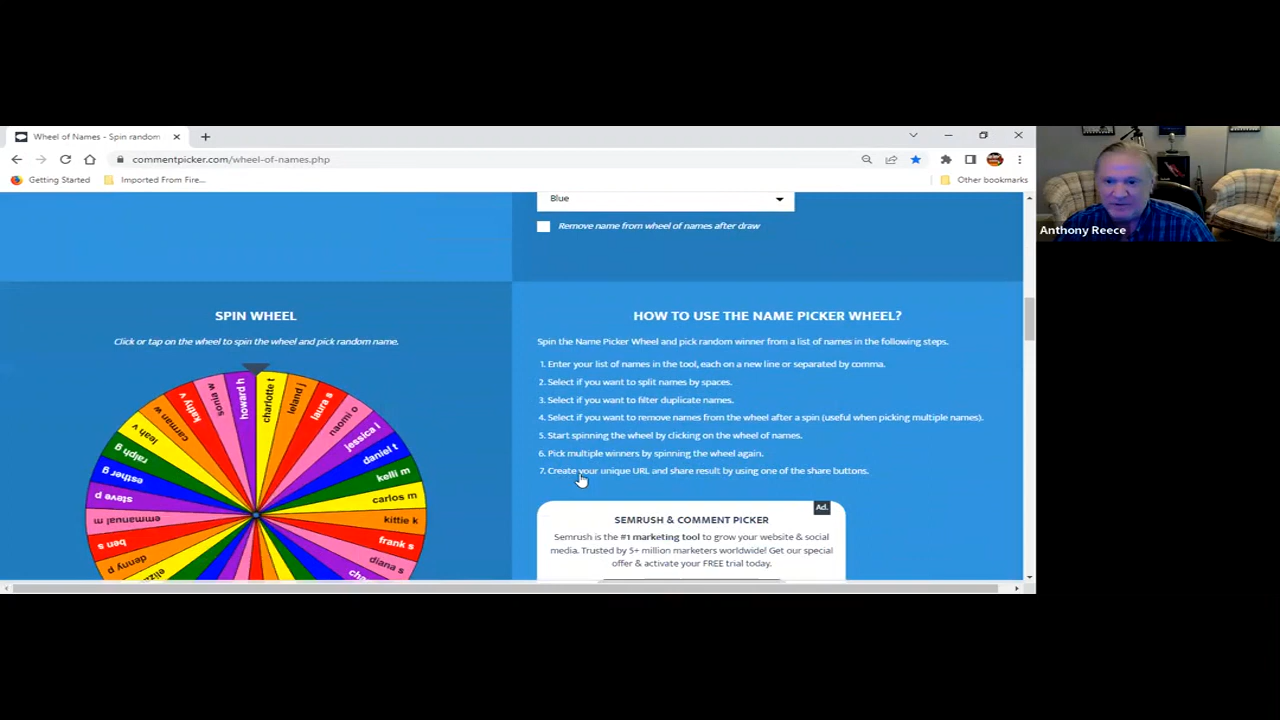 Wheel of Names - Spin random
commentpicker.com/wheel-of-names.php
Getting Started
Imported From Fire...
Other bookmarks
Anthony Reece
Blue
Remove name from wheel of names after draw
SPIN WHEEL
Click or tap on the wheel to spin the wheel and pick random name.
HOW TO USE THE NAME PICKER WHEEL?
Spin the Name Picker Wheel and pick random winner from a list of names in the following steps.
1. Enter your list of names in the tool, each on a new line or separated by comma.
2. Select if you want to split names by spaces.
3. Select if you want to filter duplicate names.
4. Select if you want to remove names from the wheel after a spin (useful when picking multiple names).
5. Start spinning the wheel by clicking on the wheel of names.
6. Pick multiple winners by spinning the wheel again.
7. Create your unique URL and share result by using one of the share buttons.
denny p
ben s
emmanual m
steve p
esther g
ralph g
leah v
carman w
kathy v
sonia w
howard h
charlotte t
leland j
laura s
naomi o
jessica l
daniel t
kelli m
carlos m
kittie k
frank s
diana s
Ad.
SEMRUSH & COMMENT PICKER
Semrush is the #1 marketing tool to grow your website & social
media. Trusted by 5+ million marketers worldwide! Get our special
offer & activate your FREE trial today.